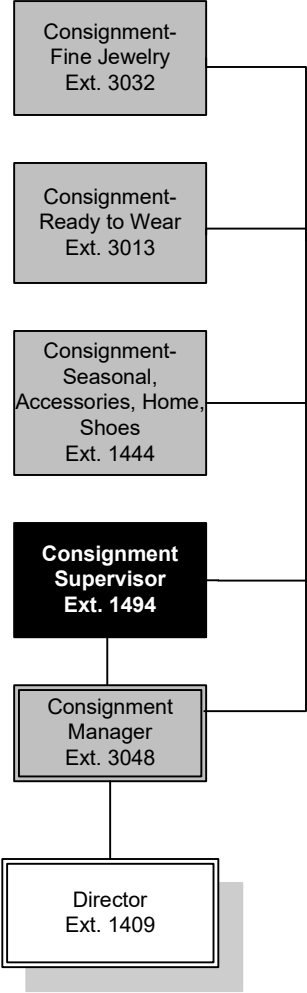 Consignment-
Fine Jewelry
Ext. 3032
Consignment-
Ready to Wear
Ext. 3013
Consignment-
Seasonal,
Accessories, Home,
Shoes
Ext. 1444
Consignment
Supervisor
Ext. 1494
Consignment
Manager
Ext. 3048
Director
Ext. 1409